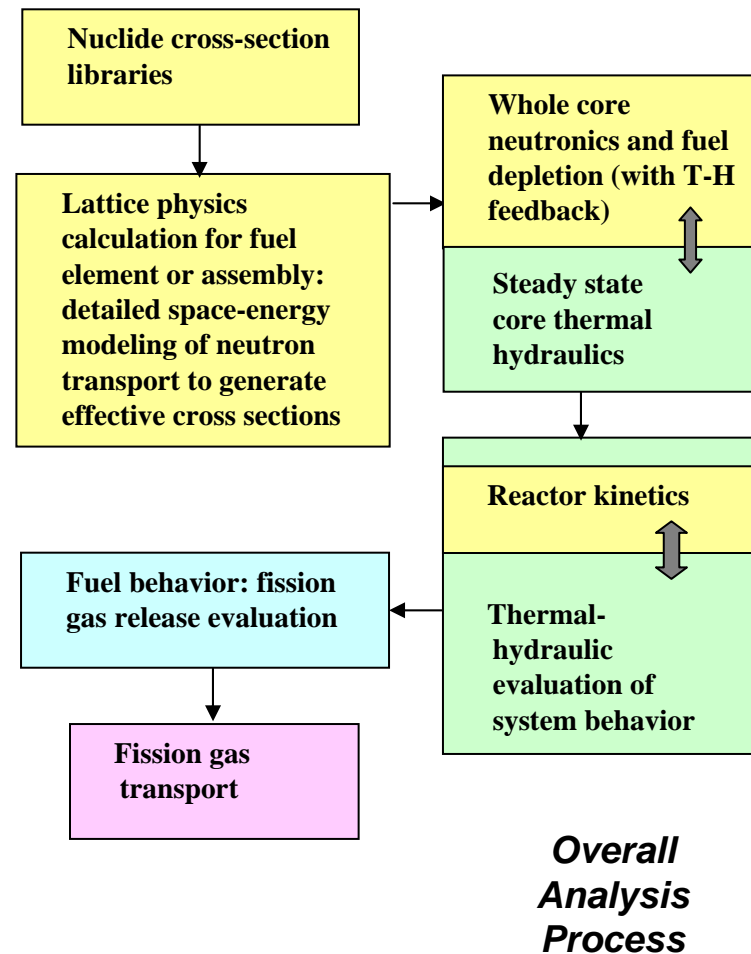 Nuclide cross-section
libraries
Lattice physics
calculation for fuel
element or assembly:
detailed space-energy
modeling of neutron
transport to generate
effective cross sections
Whole core
neutronics and fuel
depletion (with T-H
feedback)
Steady state
core thermal
hydraulics
Reactor kinetics
Thermal-
hydraulic
evaluation of
system behavior
Fuel behavior: fission
gas release evaluation
Fission gas
transport
Overall
Analysis
Process